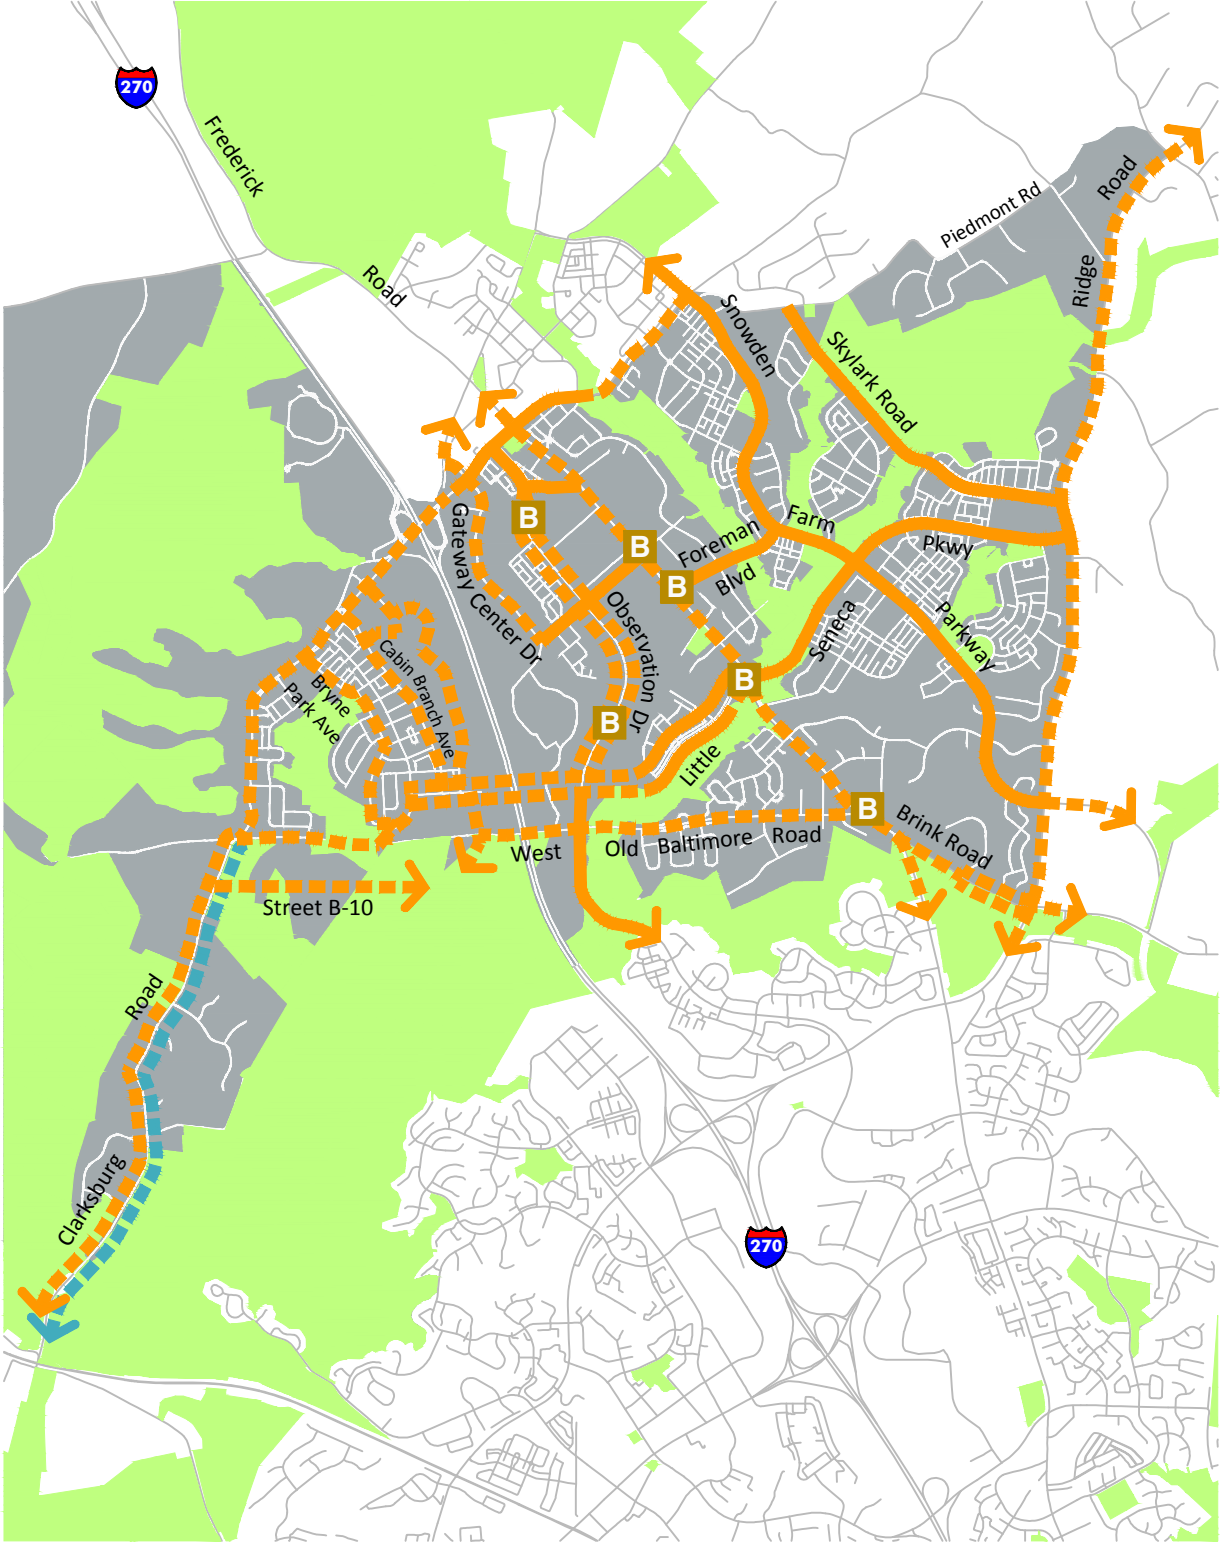 270
Frederick
Road
Piedmont Rd
Ridge
Road
Snowden
Skylark Road
Farm
Parkway
Foreman
Blvd
Seneca
Pkwy
Gateway Center Dr
Observation Dr
B
B
B
B
B
B
Cabin Branch Ave
Bryne
Park Ave
Little
West Old Baltimore Road
Brink Road
Street B-10
Clarksburg
Road
270